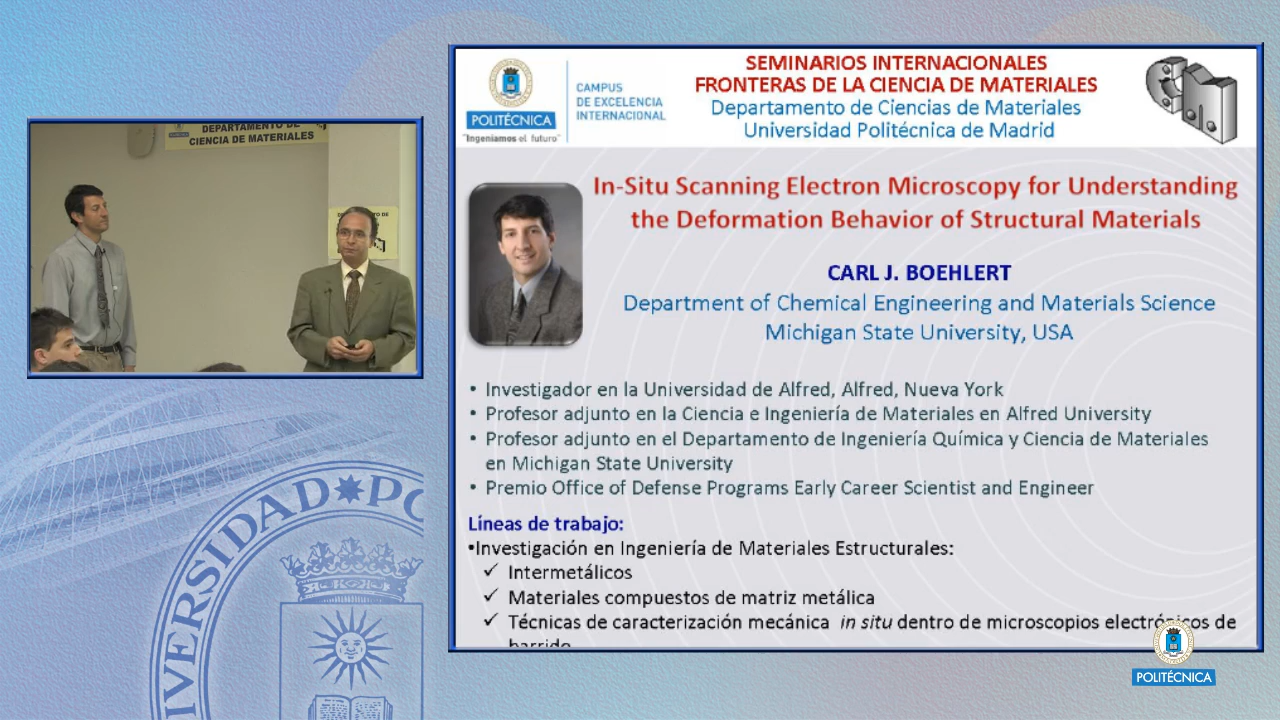 DEPARTAMENTO DE
CIENCIA DE MATERIALES
POLITÉCNICA
"Ingeniamos el futuro"
CAMPUS
DE EXCELENCIA
INTERNACIONAL
SEMINARIOS INTERNACIONALES
FRONTERAS DE LA CIENCIA DE MATERIALES
Departamento de Ciencias de Materiales
Universidad Politécnica de Madrid
In-Situ Scanning Electron Microscopy for Understanding
the Deformation Behavior of Structural Materials
CARL J. BOEHLERT
Department of Chemical Engineering and Materials Science
Michigan State University, USA
• Investigador en la Universidad de Alfred, Alfred, Nueva York
• Profesor adjunto en la Ciencia e Ingeniería de Materiales en Alfred University
• Profesor adjunto en el Departamento de Ingeniería Química y Ciencia de Materiales
en Michigan State University
• Premio Office of Defense Programs Early Career Scientist and Engineer
Líneas de trabajo:
•Investigación en Ingeniería de Materiales Estructurales:
✓ Intermetálicos
✓ Materiales compuestos de matriz metálica
✓ Técnicas de caracterización mecánica in situ dentro de microscopios electrónicos de
barrido
VERSIDAD PO
POLITÉCNICA